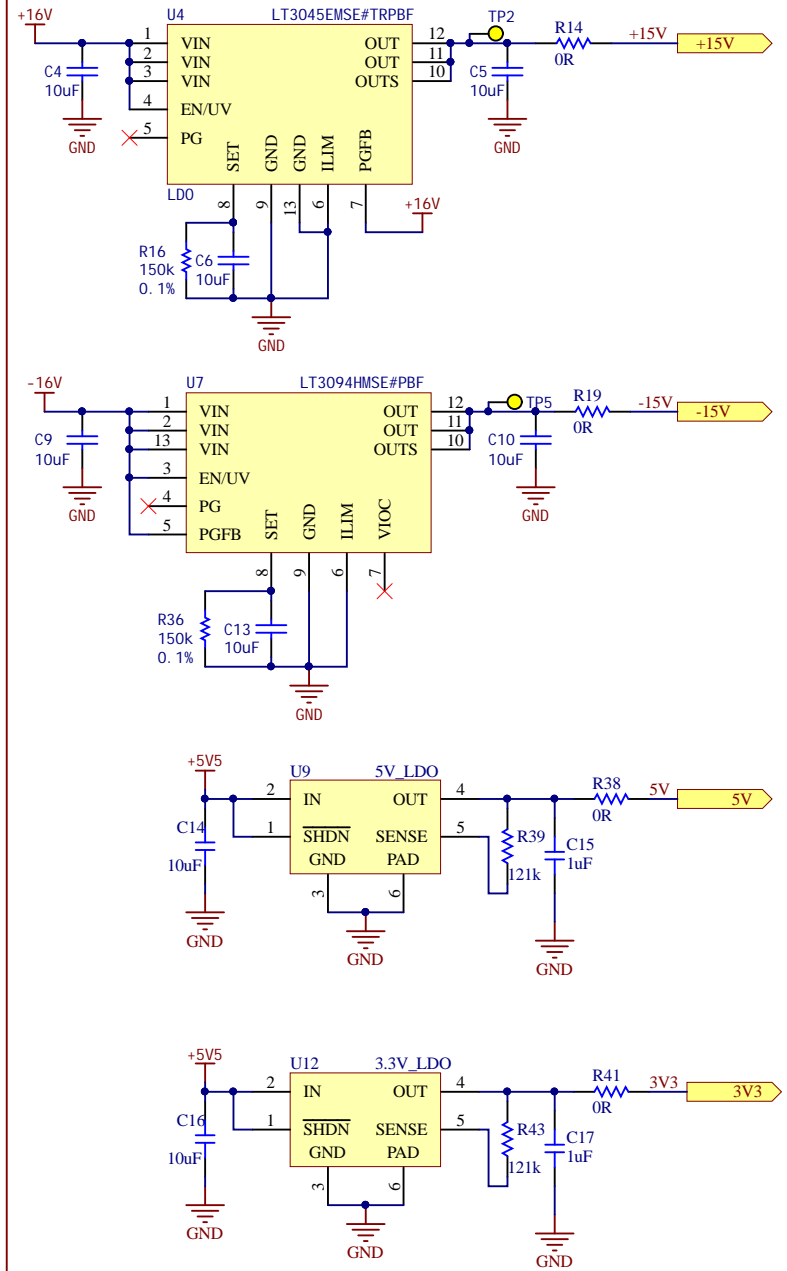 +16V
U4 LT3045EMSE#TRPBF
TP2
R14
0R
+15V
+15V
C4
10uF
GND
1 VIN
2 VIN
3 VIN
4 EN/UV
5 PG
OUT 12
OUT 11
OUTS 10
SET
GND
GND
ILIM
PGFB
LDO
8
9
13
6
7
C5
10uF
GND
+16V
R16
150k
0.1%
C6
10uF
GND
-16V
U7 LT3094HMSE#PBF
TP5
R19
0R
-15V
-15V
C9
10uF
GND
1 VIN
2 VIN
13 VIN
3 EN/UV
4 PG
5 PGFB
OUT 12
OUT 11
OUTS 10
SET
GND
ILIM
VIOC
8
9
6
7
C10
10uF
GND
R36
150k
0.1%
C13
10uF
GND
+5V5
U9 5V_LDO
2 IN
1 SHDN
OUT 4
SENSE 5
GND
PAD
3
6
C14
10uF
GND
GND
R38
0R
5V
5V
R39
121k
C15
1uF
GND
+5V5
U12 3.3V_LDO
2 IN
1 SHDN
OUT 4
SENSE 5
GND
PAD
3
6
C16
10uF
GND
GND
R41
0R
3V3
3V3
R43
121k
C17
1uF
GND